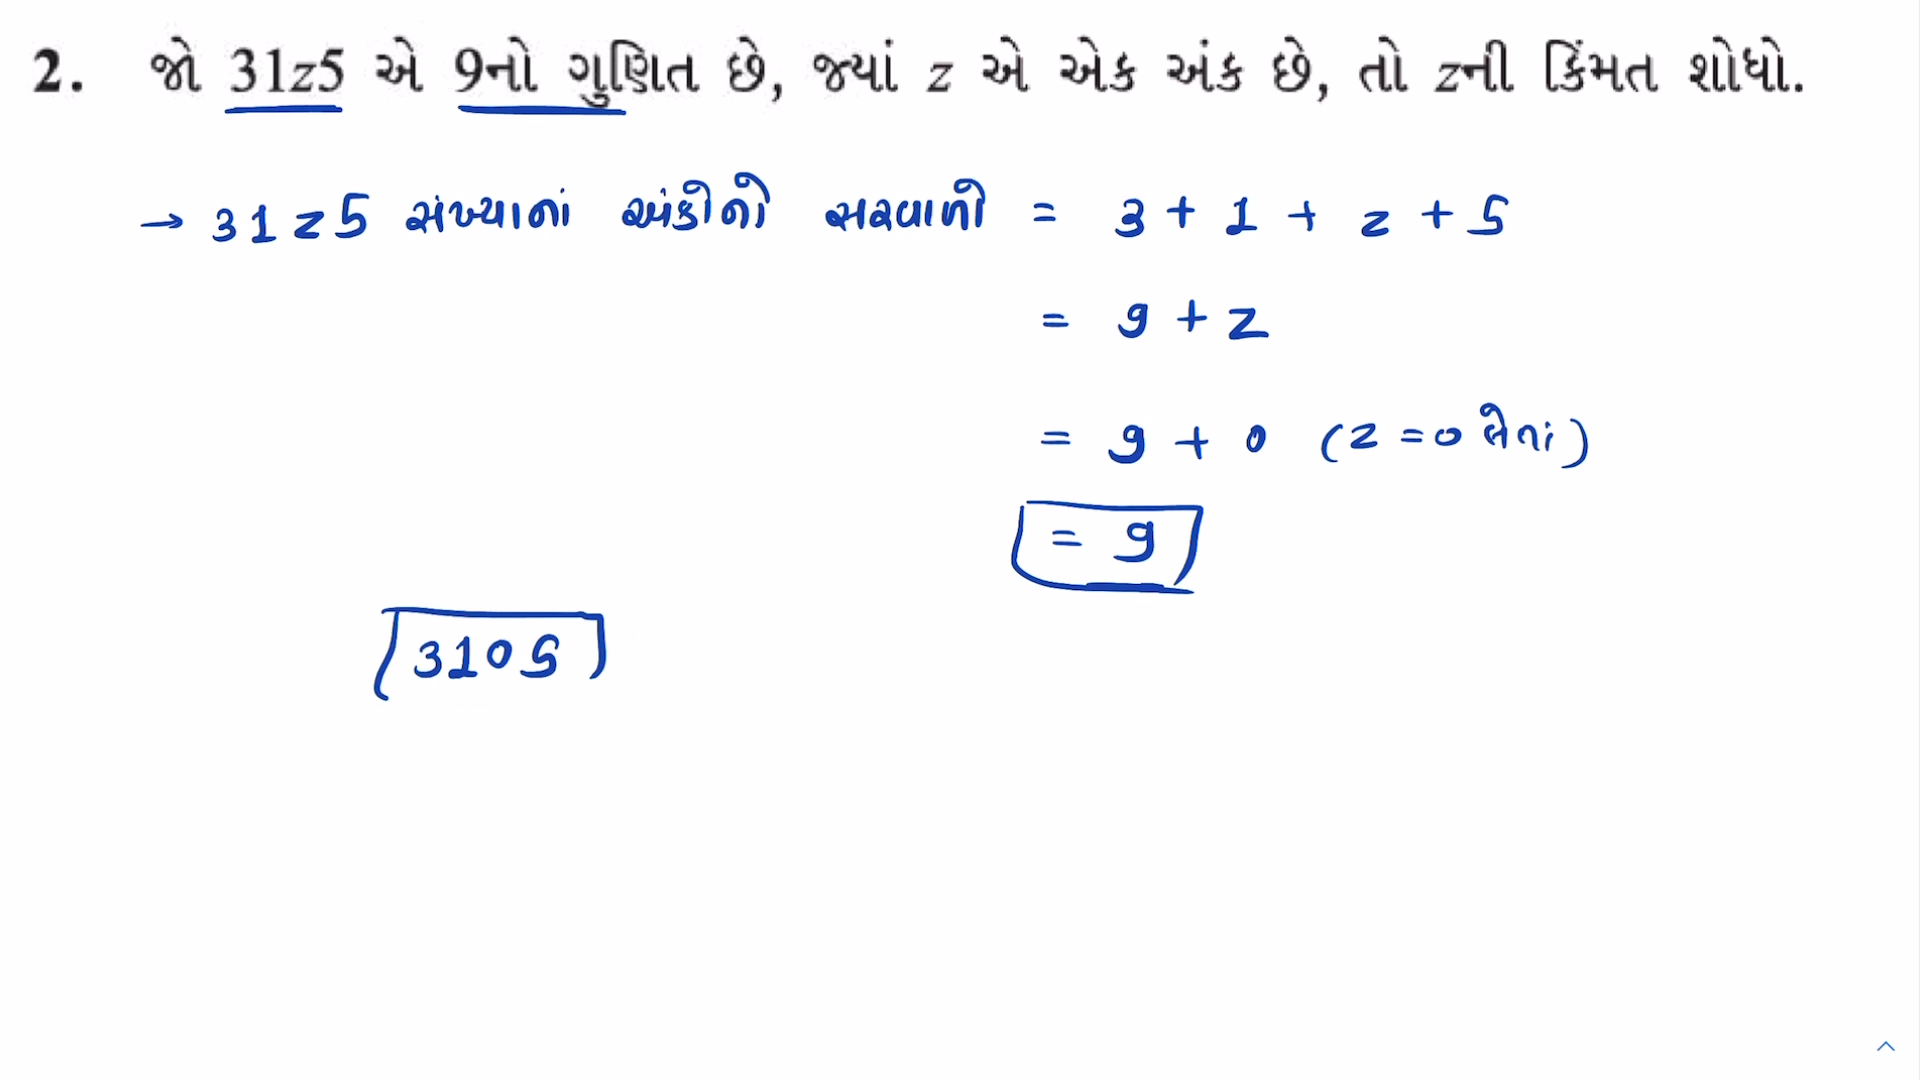 2. જો 31z5 એ 9નો ગુણિત છે, જ્યાં z એ એક અંક છે, તો zની કિંમત શોધો.
→ 31z5 સંખ્યાનાં અંકોનો સરવાળો = 3 + 1 + z + 5
= 9 + z
= 9 + 0 (z = 0 લેતાં)
= 9
3105